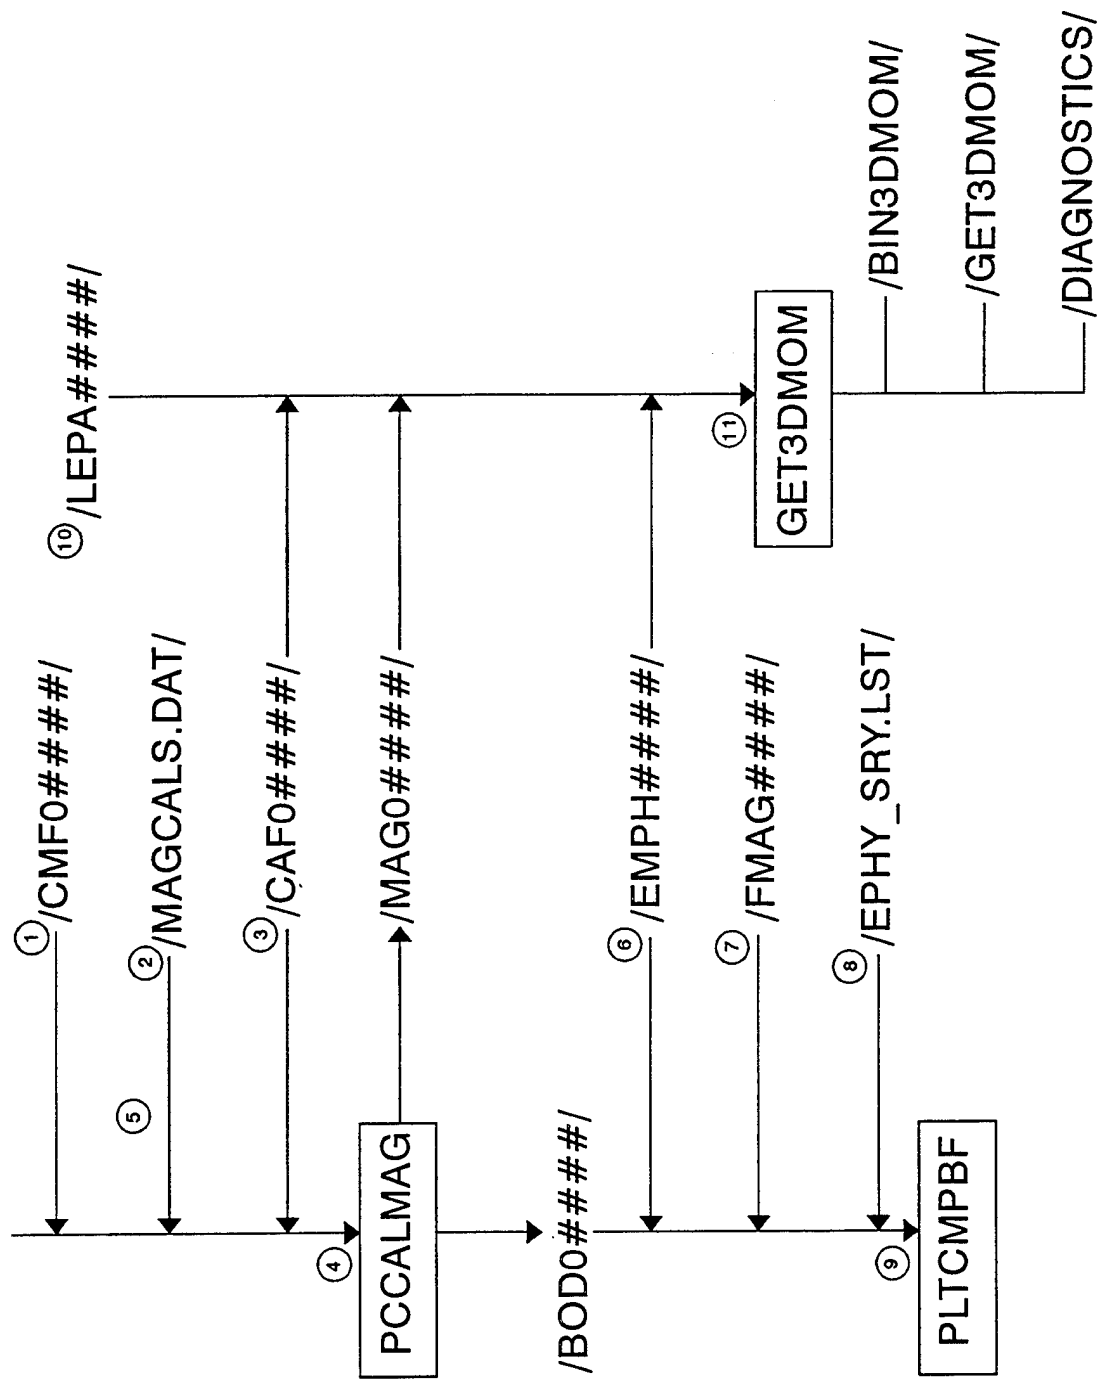 1
/CMF0####/
2
/MAGCALS.DAT/
5
3
/CAF0####/
4
PCCALMAG
/MAG0####/
/BOD0####/
6
/EMPH####/
7
/FMAG####/
8
/EPHY_SRY.LST/
9
PLTCMPBF
10
/LEPA####/
11
GET3DMOM
/BIN3DMOM/
/GET3DMOM/
/DIAGNOSTICS/